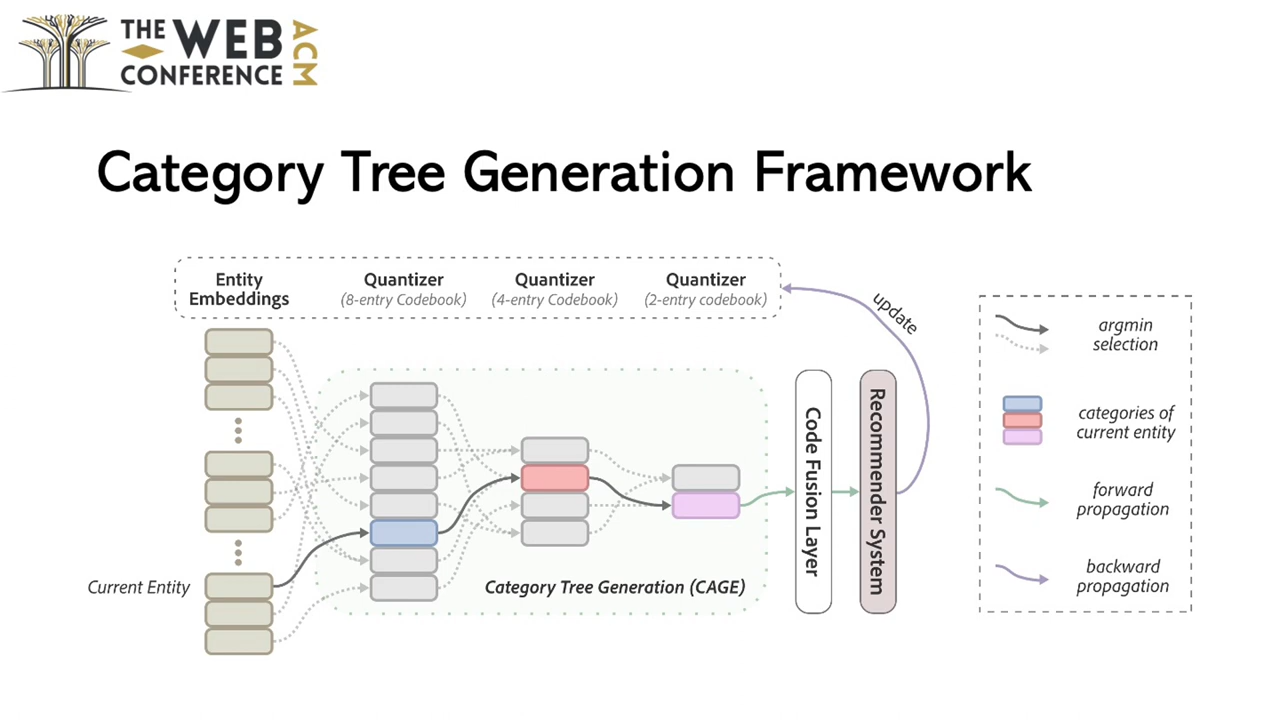 THE WEB
CONFERENCE
ACM
Category Tree Generation Framework
Entity
Embeddings
Quantizer
(8-entry Codebook)
Quantizer
(4-entry Codebook)
Quantizer
(2-entry codebook)
update
Current Entity
Category Tree Generation (CAGE)
Code Fusion Layer
Recommender System
argmin
selection
categories of
current entity
forward
propagation
backward
propagation